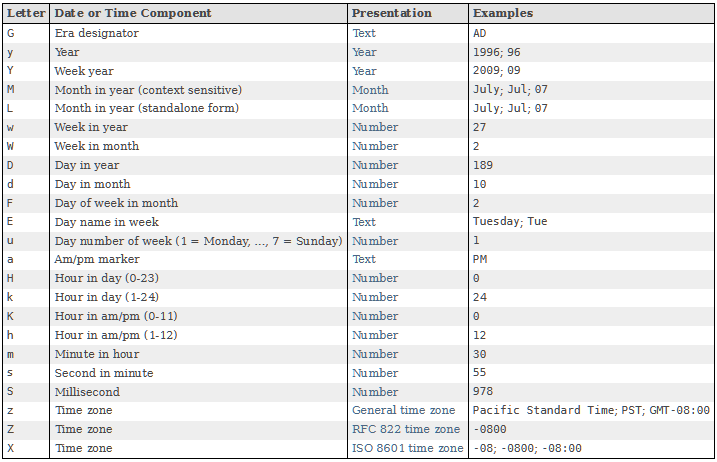 Letter Date or Time Component Presentation Examples
G Era designator Text AD
y Year Year 1996; 96
Y Week year Year 2009; 09
M Month in year (context sensitive) Month July; Jul; 07
L Month in year (standalone form) Month July; Jul; 07
w Week in year Number 27
W Week in month Number 2
D Day in year Number 189
d Day in month Number 10
F Day of week in month Number 2
E Day name in week Text Tuesday; Tue
u Day number of week (1 = Monday, ..., 7 = Sunday) Number 1
a Am/pm marker Text PM
H Hour in day (0-23) Number 0
k Hour in day (1-24) Number 24
K Hour in am/pm (0-11) Number 0
h Hour in am/pm (1-12) Number 12
m Minute in hour Number 30
s Second in minute Number 55
S Millisecond Number 978
z Time zone General time zone Pacific Standard Time; PST; GMT-08:00
Z Time zone RFC 822 time zone -0800
X Time zone ISO 8601 time zone -08; -0800; -08:00